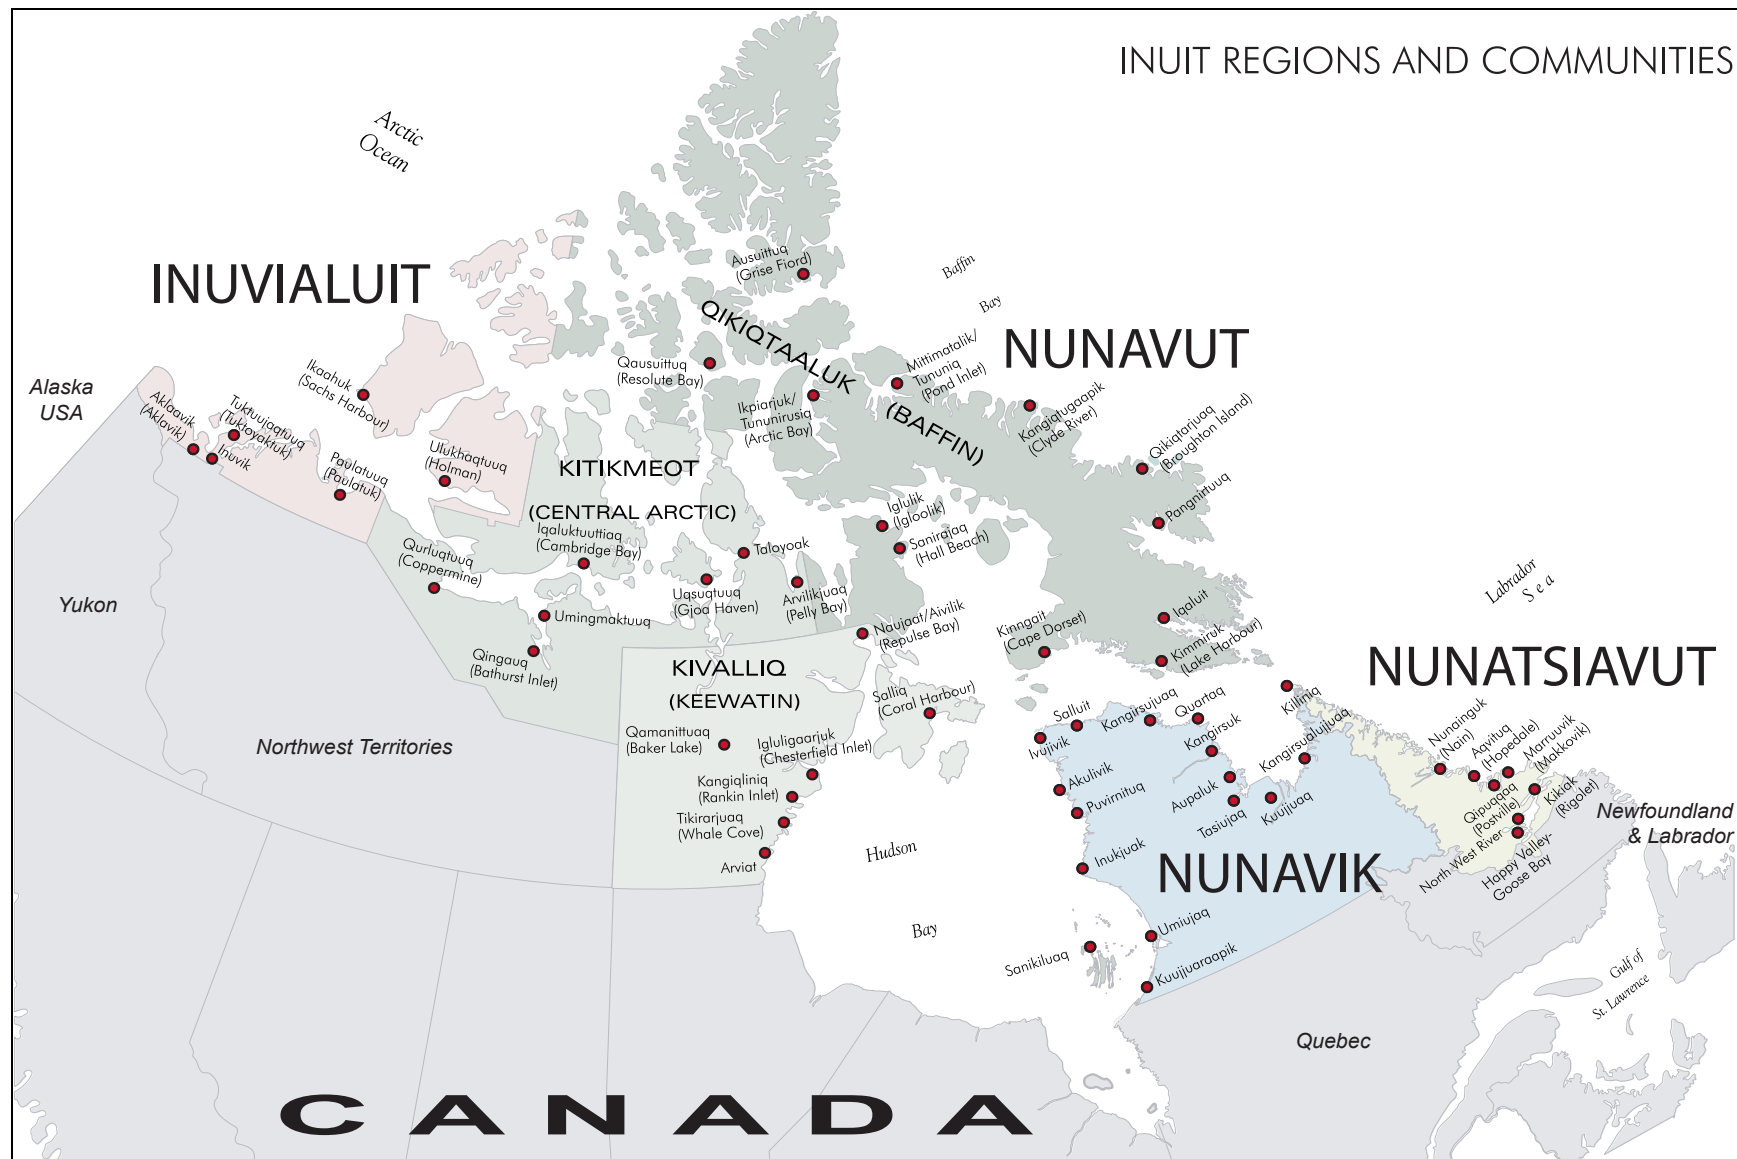 INUIT REGIONS AND COMMUNITIES
Arctic
Ocean
INUVIALUIT
Ausuittuq
(Grise Fiord)
Baffin
Bay
QIKIQTAALUK
(BAFFIN)
NUNAVUT
Alaska
USA
Ikaahuk
(Sachs Harbour)
Qausuittuq
(Resolute Bay)
Mittimatalik/
Tununiq
(Pond Inlet)
Aklaavik
(Aklavik)
Tuktuujaqtuuq
(Tuktoyaktuk)
Inuvik
Paulatuuq
(Paulatuk)
Ulukhaqtuuq
(Holman)
Ikpiarjuk/
Tununirusiq
(Arctic Bay)
Kangiqtugaapik
(Clyde River)
Qikiqtarjuaq
(Broughton Island)
KITIKMEOT
(CENTRAL ARCTIC)
Iqaluktuuttiaq
(Cambridge Bay)
Iglulik
(Igloolik)
Sanirajaq
(Hall Beach)
Pangnirtuuq
Qurluqtuuq
(Coppermine)
Taloyoak
Uqsuqtuuq
(Gjoa Haven)
Arvilikjuaq
(Pelly Bay)
Yukon
Umingmaktuuq
Qingauq
(Bathurst Inlet)
Naujaat/Aivilik
(Repulse Bay)
Kinngait
(Cape Dorset)
Iqaluit
Kimmiruk
(Lake Harbour)
Labrador
Sea
NUNATSIAVUT
KIVALLIQ
(KEEWATIN)
Salliq
(Coral Harbour)
Northwest Territories
Qamanittuaq
(Baker Lake)
Igluligaarjuk
(Chesterfield Inlet)
Kangiqliniq
(Rankin Inlet)
Tikirarjuaq
(Whale Cove)
Arviat
Salluit
Ivujivik
Kangirsujuaq
Quartaq
Kangirsuk
Killiniq
Kangirsualujjuaq
Akulivik
Puvirnituq
Aupaluk
Tasiujaq
Kuujjuaq
Inukjuak
NUNAVIK
Nunainguk
(Nain)
Aqvituq
(Hopedale)
Marruuvik
(Makkovik)
Qipuqqaq
(Postville)
Kikiak
(Rigolet)
North West River
Happy Valley-
Goose Bay
Newfoundland
& Labrador
Hudson
Bay
Umiujaq
Sanikiluaq
Kuujjuaraapik
Quebec
Gulf of
St. Lawrence
CANADA